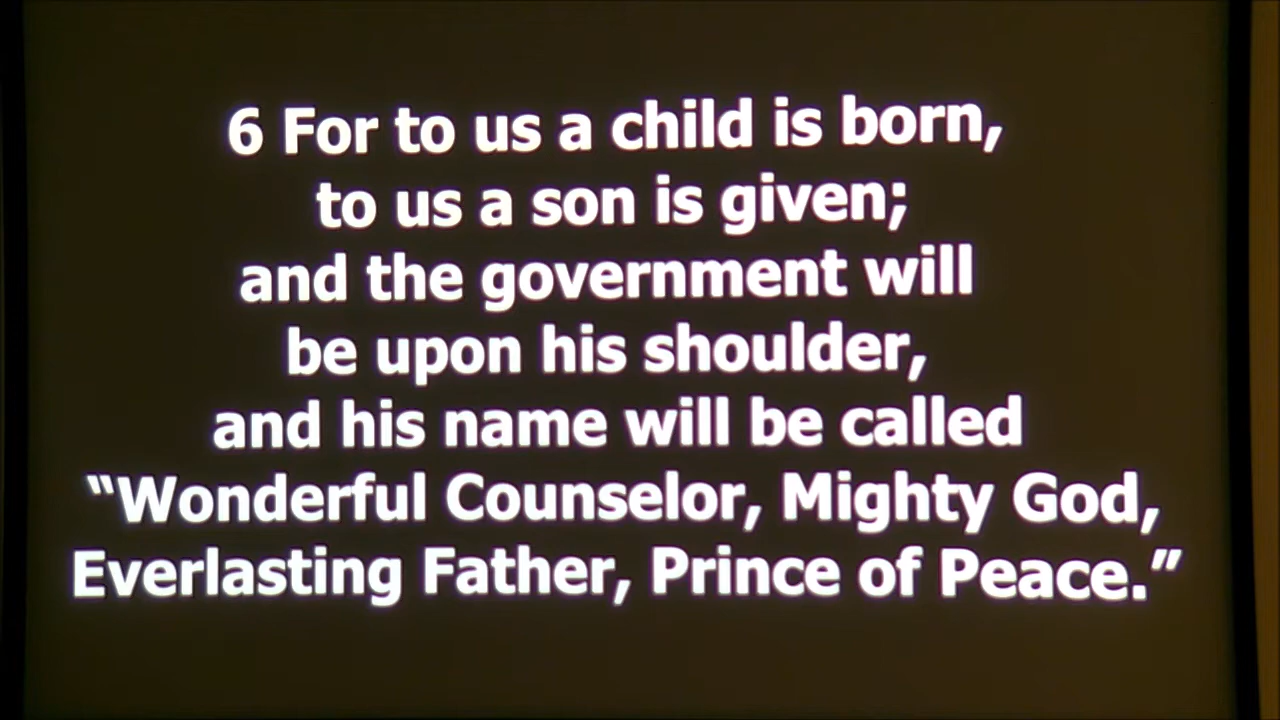 6 For to us a child is born,
to us a son is given;
and the government will
be upon his shoulder,
and his name will be called
“Wonderful Counselor, Mighty God,
Everlasting Father, Prince of Peace.”